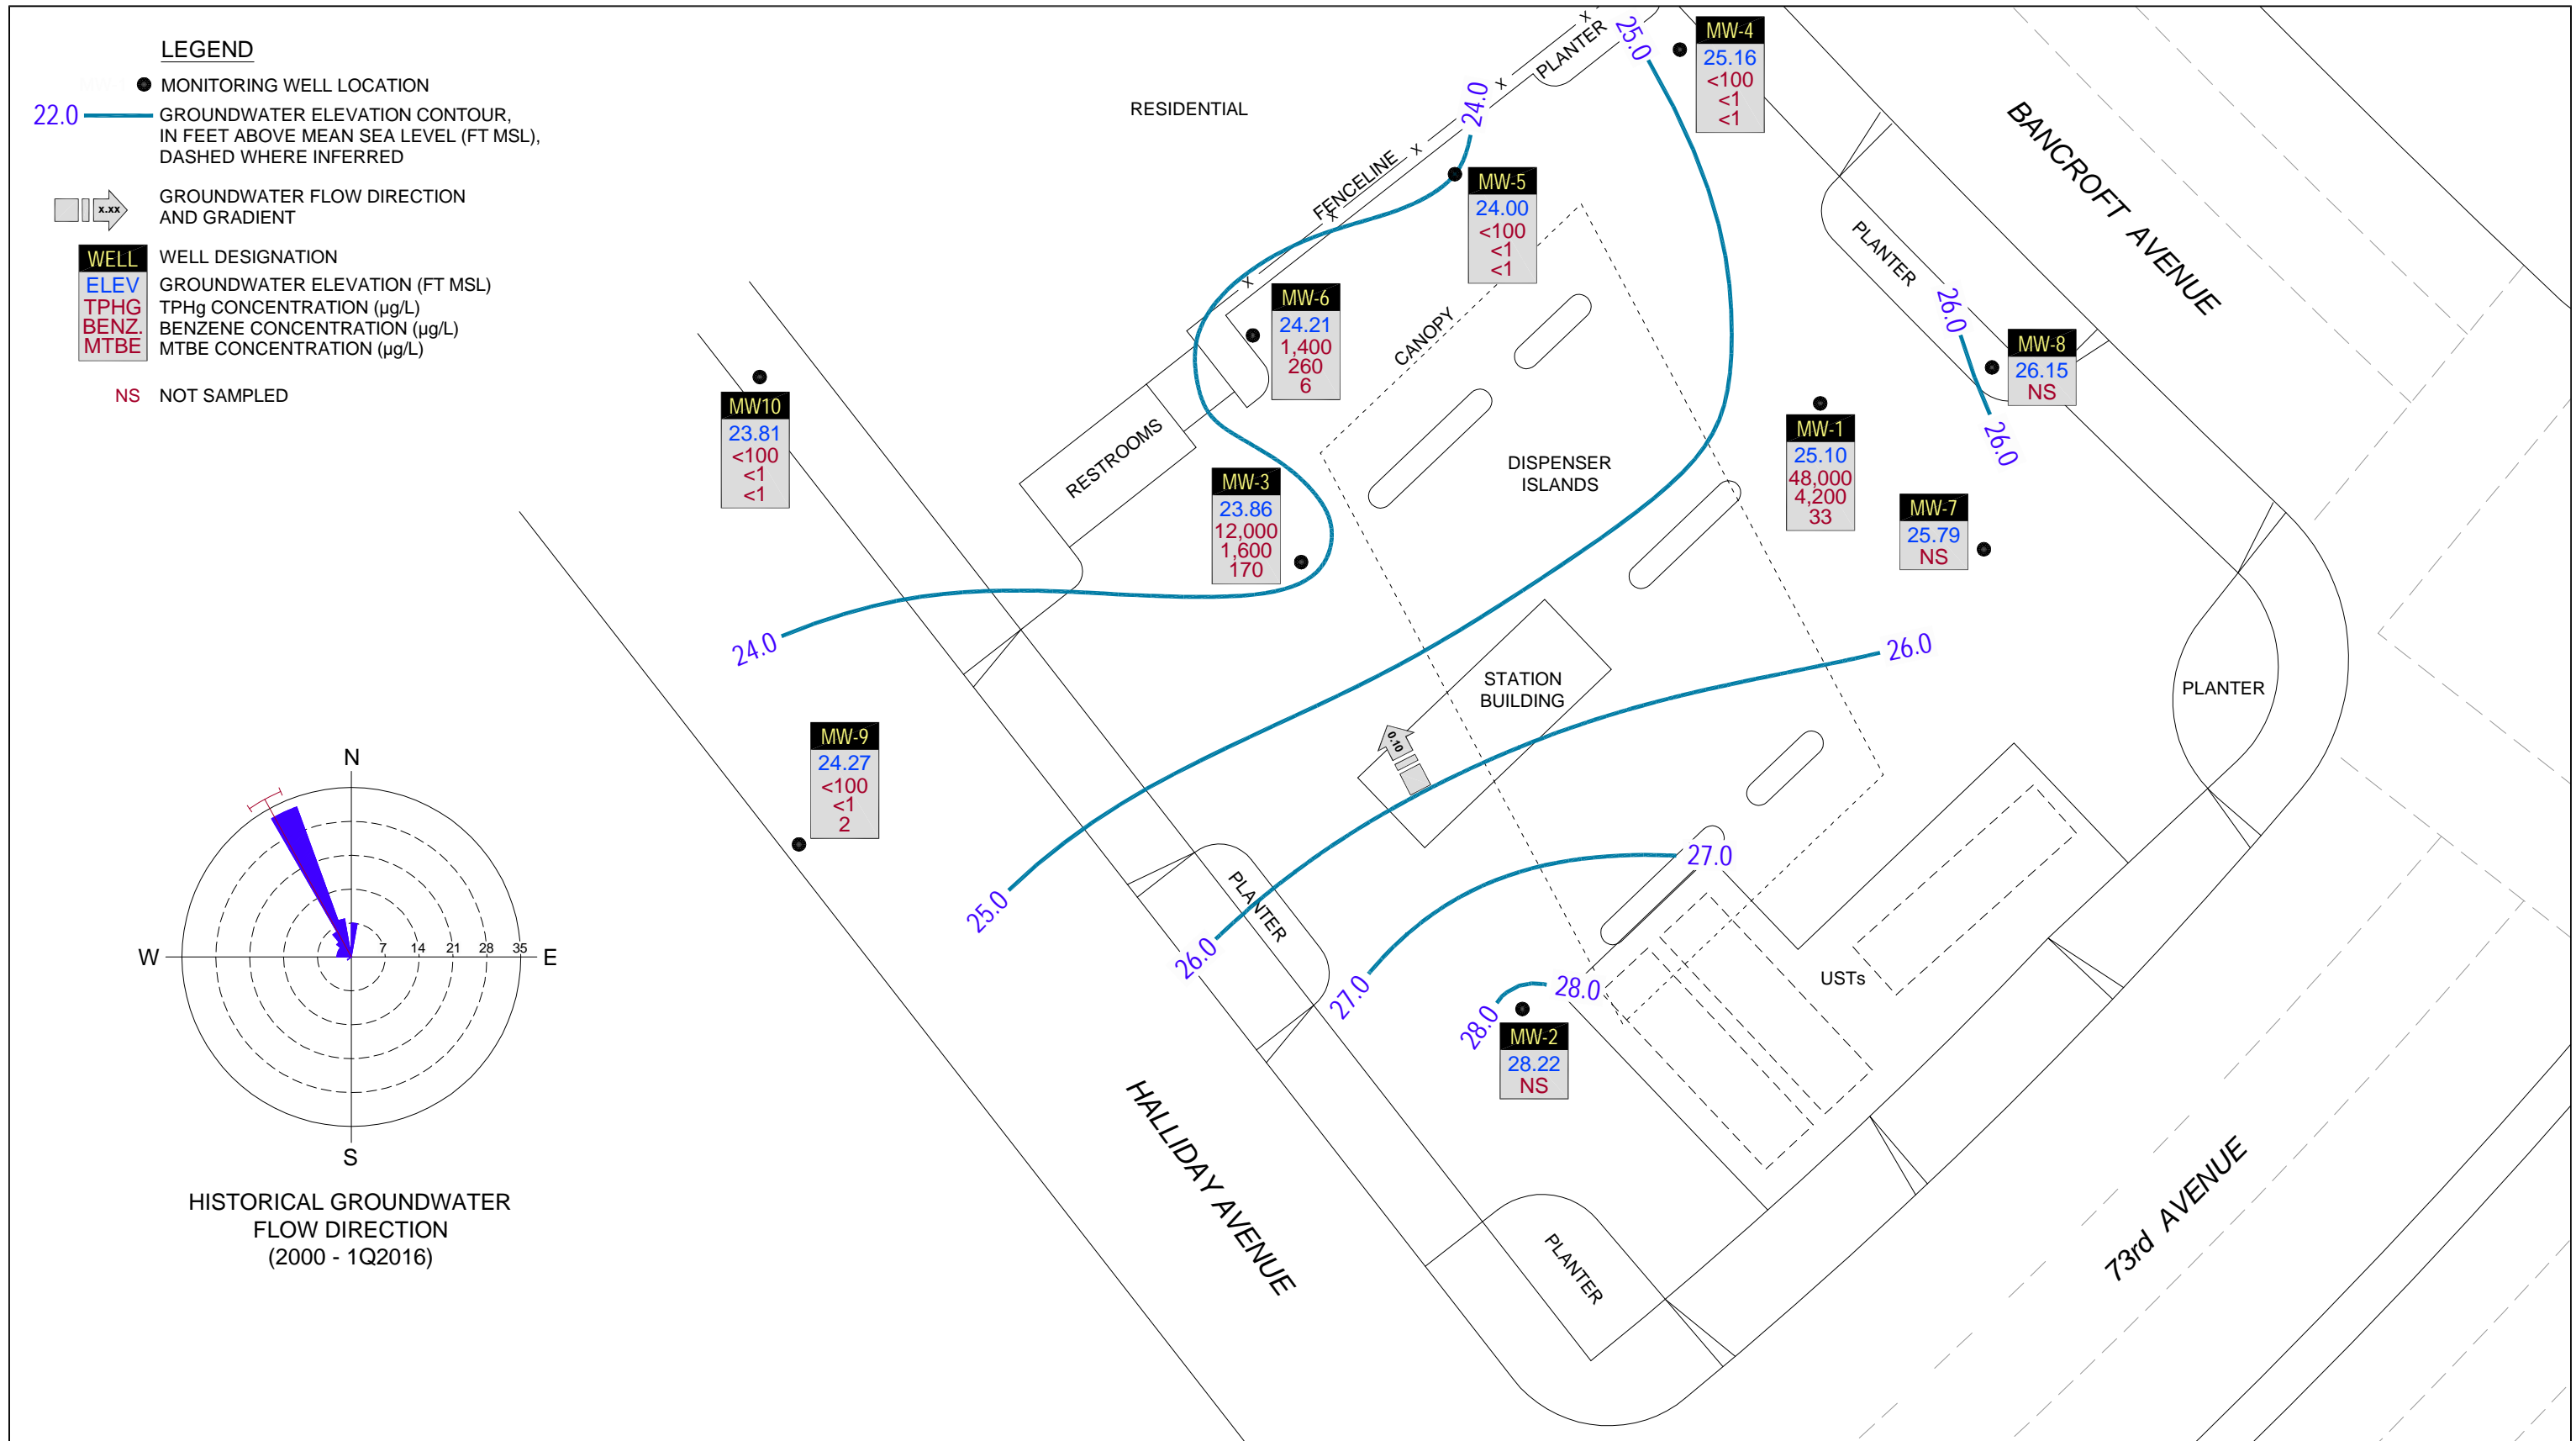 LEGEND
MONITORING WELL LOCATION
22.0
GROUNDWATER ELEVATION CONTOUR,
IN FEET ABOVE MEAN SEA LEVEL (FT MSL),
DASHED WHERE INFERRED
x.xx
GROUNDWATER FLOW DIRECTION
AND GRADIENT
WELL
WELL DESIGNATION
ELEV
GROUNDWATER ELEVATION (FT MSL)
TPHG
TPHg CONCENTRATION (µg/L)
BENZ.
BENZENE CONCENTRATION (µg/L)
MTBE
MTBE CONCENTRATION (µg/L)
NS
NOT SAMPLED
RESIDENTIAL
FENCELINE
x
x
x
x
x
PLANTER
24.0
25.0
MW-4
25.16
<100
<1
<1
BANCROFT AVENUE
MW-5
24.00
<100
<1
<1
PLANTER
MW-6
24.21
1,400
260
6
CANOPY
26.0
MW-8
26.15
NS
26.0
MW10
23.81
<100
<1
<1
RESTROOMS
MW-3
23.86
12,000
1,600
170
DISPENSER
ISLANDS
MW-1
25.10
48,000
4,200
33
MW-7
25.79
NS
24.0
26.0
STATION
BUILDING
PLANTER
0.10
MW-9
24.27
<100
<1
2
25.0
26.0
PLANTER
27.0
27.0
28.0
28.0
USTs
MW-2
28.22
NS
HALLIDAY AVENUE
PLANTER
73rd AVENUE
N
W
7
14
21
28
35
E
S
HISTORICAL GROUNDWATER
FLOW DIRECTION
(2000 - 1Q2016)